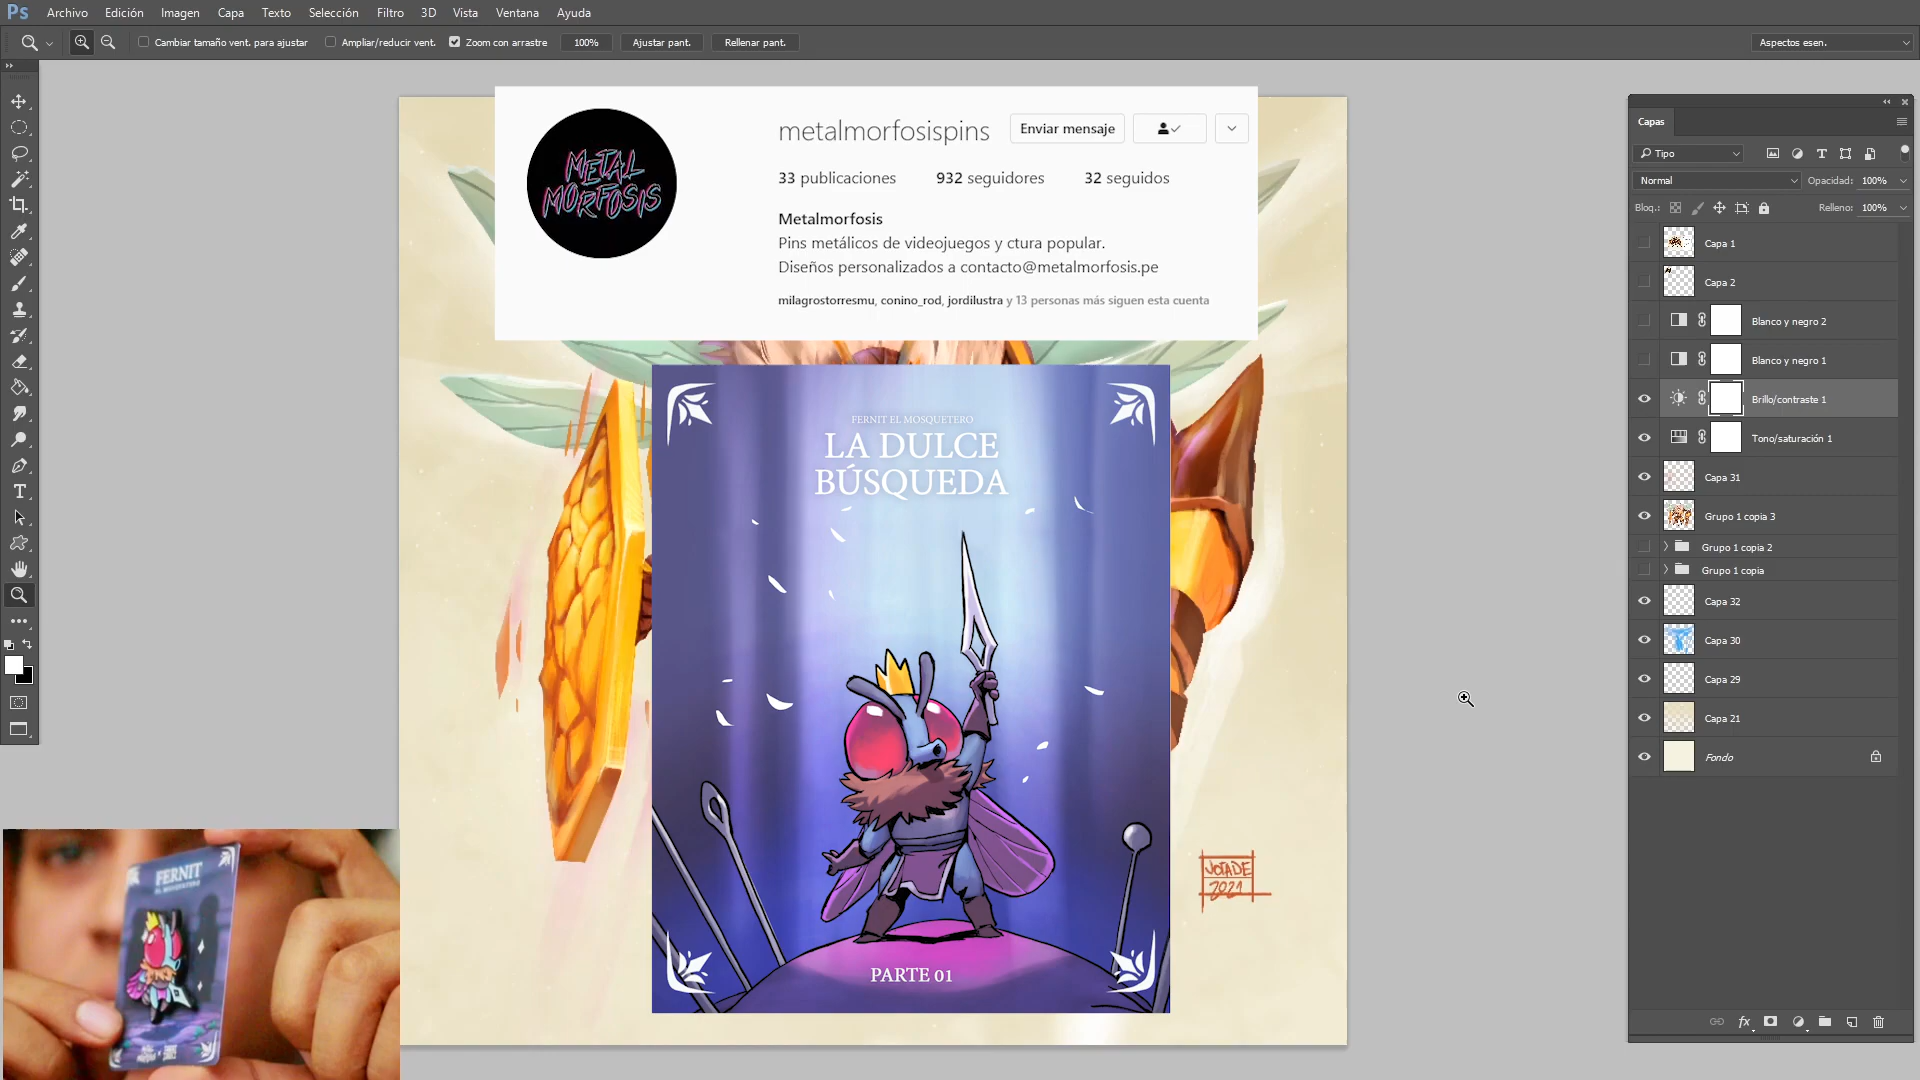 Ps Archivo Edición Imagen Capa Texto Selección Filtro 3D Vista Ventana Ayuda
Cambiar tamaño vent. para ajustar Ampliar/reducir vent. Zoom con arrastre 100% Ajustar pant. Rellenar pant. Aspectos esen.
METAL
MORFOSIS
metalmorfosispins Enviar mensaje
33 publicaciones 932 seguidores 32 seguidos
Metalmorfosis
Pins metálicos de videojuegos y ctura popular.
Diseños personalizados a contacto@metalmorfosis.pe
milagrostorresmu, conino_rod, jordilustra y 13 personas más siguen esta cuenta
FERNIT EL MOSQUETERO
LA DULCE
BÚSQUEDA
PARTE 01
JOTADE
2021
FERNIT
EL MOSQUETERO
Capas
Tipo
Normal Opacidad: 100%
Bloq.: Relleno: 100%
Capa 1
Capa 2
Blanco y negro 2
Blanco y negro 1
Brillo/contraste 1
Tono/saturación 1
Capa 31
Grupo 1 copia 3
Grupo 1 copia 2
Grupo 1 copia
Capa 32
Capa 30
Capa 29
Capa 21
Fondo
fx